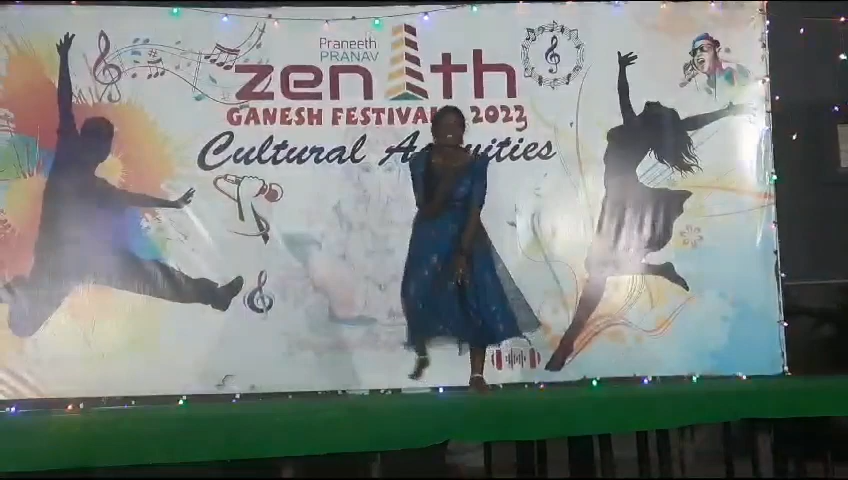 Praneeth
PRANAV
zenith
GANESH FESTIVAL 2023
Cultural Activities